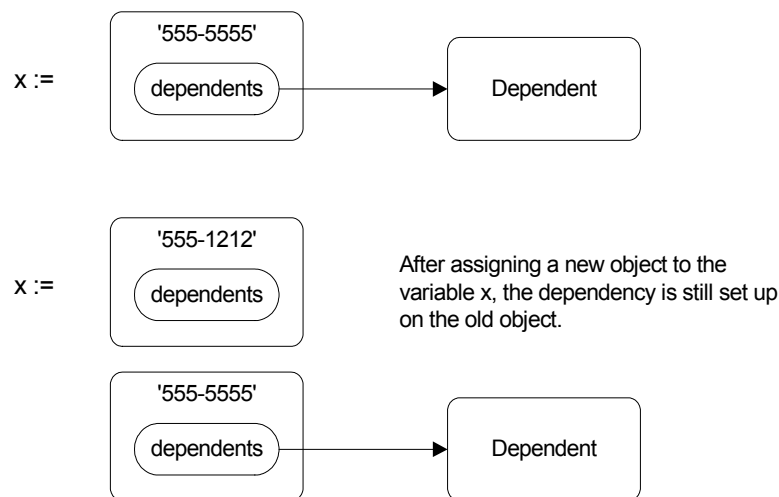 '555-5555'
x :=
dependents
Dependent
'555-1212'
x :=
dependents
After assigning a new object to the
variable x, the dependency is still set up
on the old object.
'555-5555'
dependents
Dependent